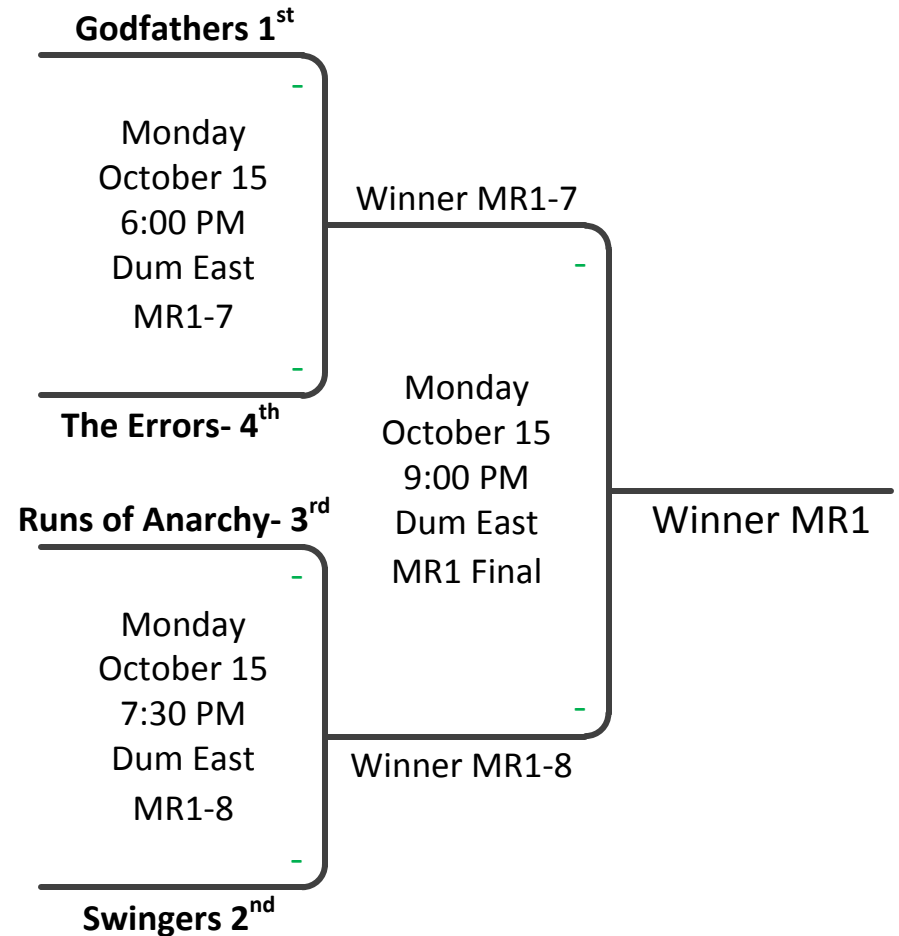 Godfathers 1st
-
Monday
October 15
6:00 PM
Dum East
MR1-7
-
The Errors- 4th
Runs of Anarchy- 3rd
-
Monday
October 15
7:30 PM
Dum East
MR1-8
-
Swingers 2nd
Winner MR1-7
-
Monday
October 15
9:00 PM
Dum East
MR1 Final
-
Winner MR1-8
Winner MR1